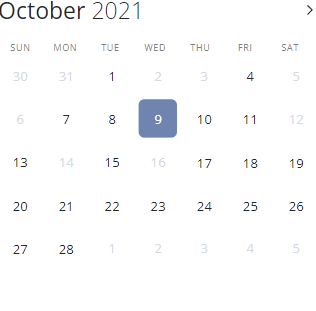 October 2021
SUN MON TUE WED THU FRI SAT
30 31 1 2 3 4 5
6 7 8 9 10 11 12
13 14 15 16 17 18 19
20 21 22 23 24 25 26
27 28 1 2 3 4 5